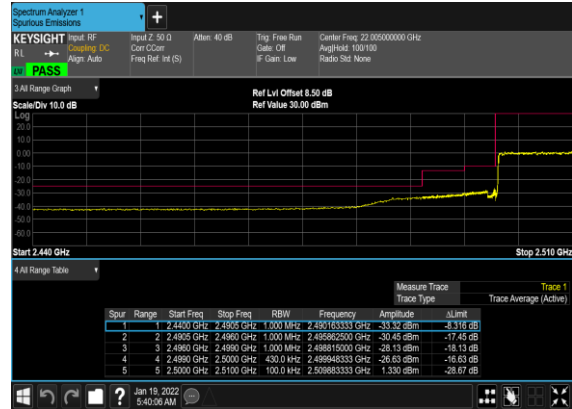 Spectrum Analyzer 1
Spurious Emissions
+
KEYSIGHT Input: RF Input Z: 50 Ω Atten: 40 dB Trig: Free Run Center Freq: 22.005000000 GHz
RL Coupling: DC Corr CCorr Gate: Off Avg|Hold: 100/100
Align: Auto Freq Ref: Int (S) IF Gain: Low Radio Std: None
LM PASS
3 All Range Graph
Ref Lvl Offset 8.50 dB
Scale/Div 10.0 dB Ref Value 30.00 dBm
Log
20.0
10.0
0.00
-10.0
-20.0
-30.0
-40.0
-50.0
-60.0
Start 2.440 GHz Stop 2.510 GHz
4 All Range Table
Measure Trace Trace 1
Trace Type Trace Average (Active)
Spur Range Start Freq Stop Freq RBW Frequency Amplitude ΔLimit
1 1 2.4400 GHz 2.4905 GHz 1.000 MHz 2.490163333 GHz -33.32 dBm -8.316 dB
2 2 2.4905 GHz 2.4960 GHz 1.000 MHz 2.495862500 GHz -30.45 dBm -17.45 dB
3 3 2.4960 GHz 2.4990 GHz 1.000 MHz 2.498815000 GHz -28.13 dBm -18.13 dB
4 4 2.4990 GHz 2.5000 GHz 430.0 kHz 2.499948333 GHz -26.63 dBm -16.63 dB
5 5 2.5000 GHz 2.5100 GHz 100.0 kHz 2.509883333 GHz 1.330 dBm -28.67 dB
? Jan 19, 2022
5:40:06 AM